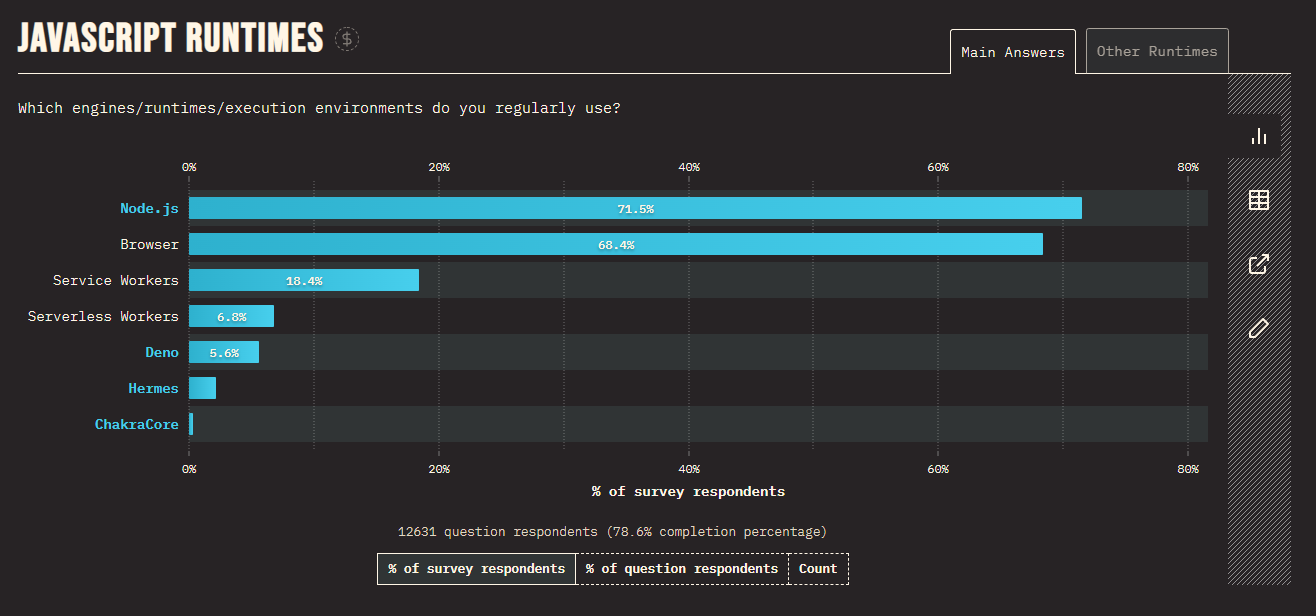 JAVASCRIPT RUNTIMES $
Main Answers
Other Runtimes
Which engines/runtimes/execution environments do you regularly use?
0% 20% 40% 60% 80%
Node.js 71.5%
Browser 68.4%
Service Workers 18.4%
Serverless Workers 6.8%
Deno 5.6%
Hermes
ChakraCore
0% 20% 40% 60% 80%
% of survey respondents
12631 question respondents (78.6% completion percentage)
% of survey respondents % of question respondents Count